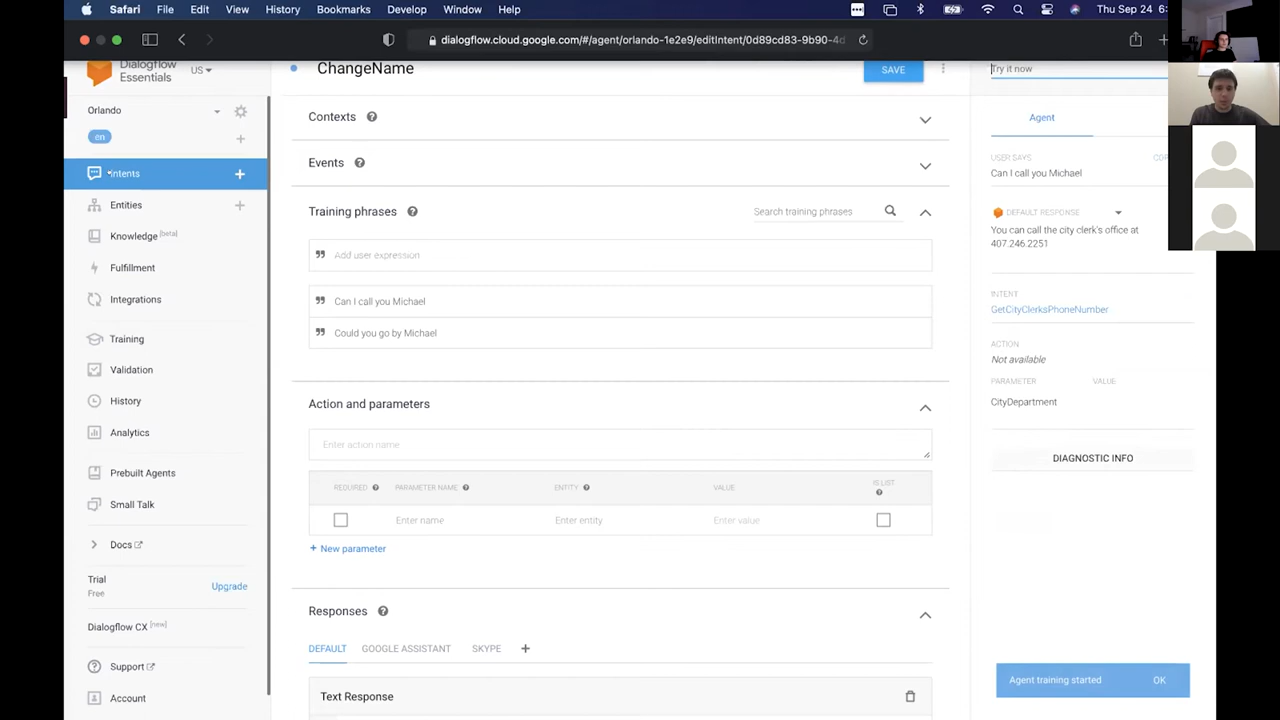 Safari File Edit View History Bookmarks Develop Window Help Thu Sep 24 6:
dialogflow.cloud.google.com/#/agent/orlando-1e2e9/editIntent/0d89cd83-9b90-4d
Dialogflow
Essentials
US
Orlando
en
Intents
Entities
Knowledge [beta]
Fulfillment
Integrations
Training
Validation
History
Analytics
Prebuilt Agents
Small Talk
Docs
Trial
Free
Upgrade
Dialogflow CX [new]
Support
Account
ChangeName
SAVE
Contexts
Events
Training phrases
Search training phrases
Add user expression
Can I call you Michael
Could you go by Michael
Action and parameters
Enter action name
REQUIRED PARAMETER NAME ENTITY VALUE IS LIST
Enter name Enter entity Enter value
+ New parameter
Responses
DEFAULT GOOGLE ASSISTANT SKYPE +
Text Response
Try it now
Agent
USER SAYS
Can I call you Michael
DEFAULT RESPONSE
You can call the city clerk's office at
407.246.2251
INTENT
GetCityClerksPhoneNumber
ACTION
Not available
PARAMETER VALUE
CityDepartment
DIAGNOSTIC INFO
Agent training started OK